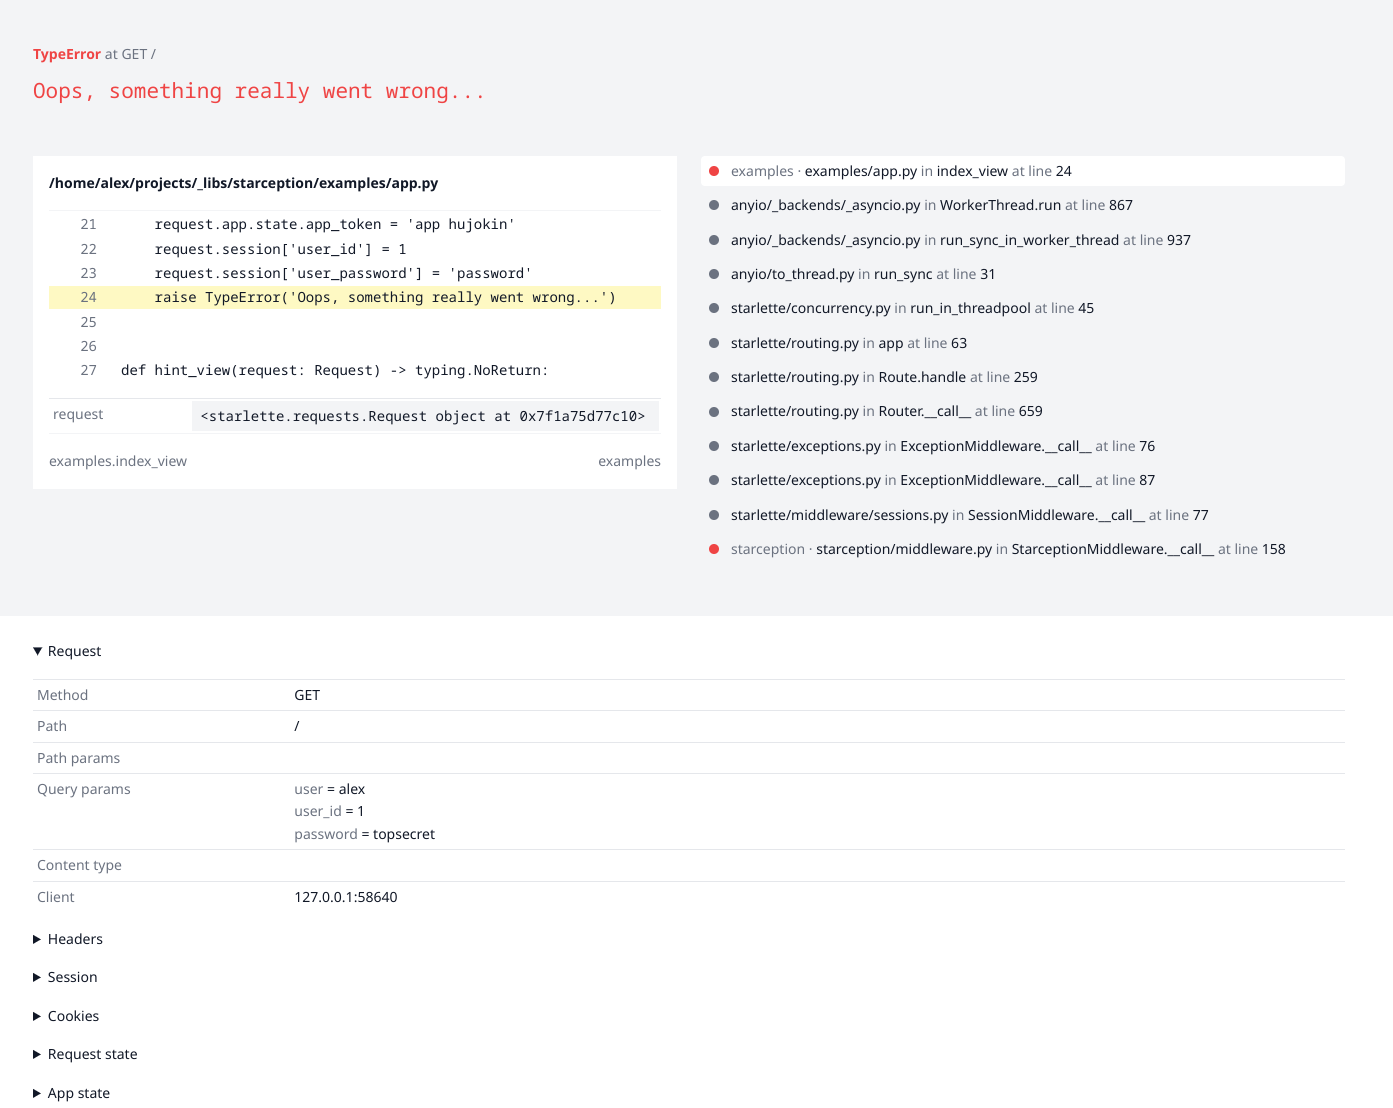 TypeError at GET /
Oops, something really went wrong...
/home/alex/projects/_libs/starception/examples/app.py
21 request.app.state.app_token = 'app hujokin'
22 request.session['user_id'] = 1
23 request.session['user_password'] = 'password'
24 raise TypeError('Oops, something really went wrong...')
25
26
27 def hint_view(request: Request) -> typing.NoReturn:
request <starlette.requests.Request object at 0x7f1a75d77c10>
examples.index_view examples
examples · examples/app.py in index_view at line 24
anyio/_backends/_asyncio.py in WorkerThread.run at line 867
anyio/_backends/_asyncio.py in run_sync_in_worker_thread at line 937
anyio/to_thread.py in run_sync at line 31
starlette/concurrency.py in run_in_threadpool at line 45
starlette/routing.py in app at line 63
starlette/routing.py in Route.handle at line 259
starlette/routing.py in Router.__call__ at line 659
starlette/exceptions.py in ExceptionMiddleware.__call__ at line 76
starlette/exceptions.py in ExceptionMiddleware.__call__ at line 87
starlette/middleware/sessions.py in SessionMiddleware.__call__ at line 77
starception · starception/middleware.py in StarceptionMiddleware.__call__ at line 158
▼ Request
Method GET
Path /
Path params
Query params user = alex
user_id = 1
password = topsecret
Content type
Client 127.0.0.1:58640
▶ Headers
▶ Session
▶ Cookies
▶ Request state
▶ App state